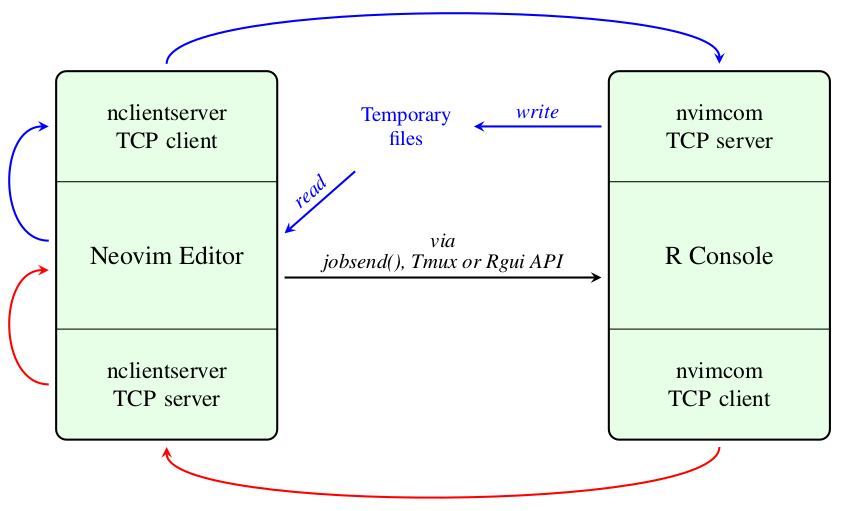 nclientserver
TCP client
Neovim Editor
nclientserver
TCP server
Temporary
files
write
read
via
jobsend(), Tmux or Rgui API
nvimcom
TCP server
R Console
nvimcom
TCP client